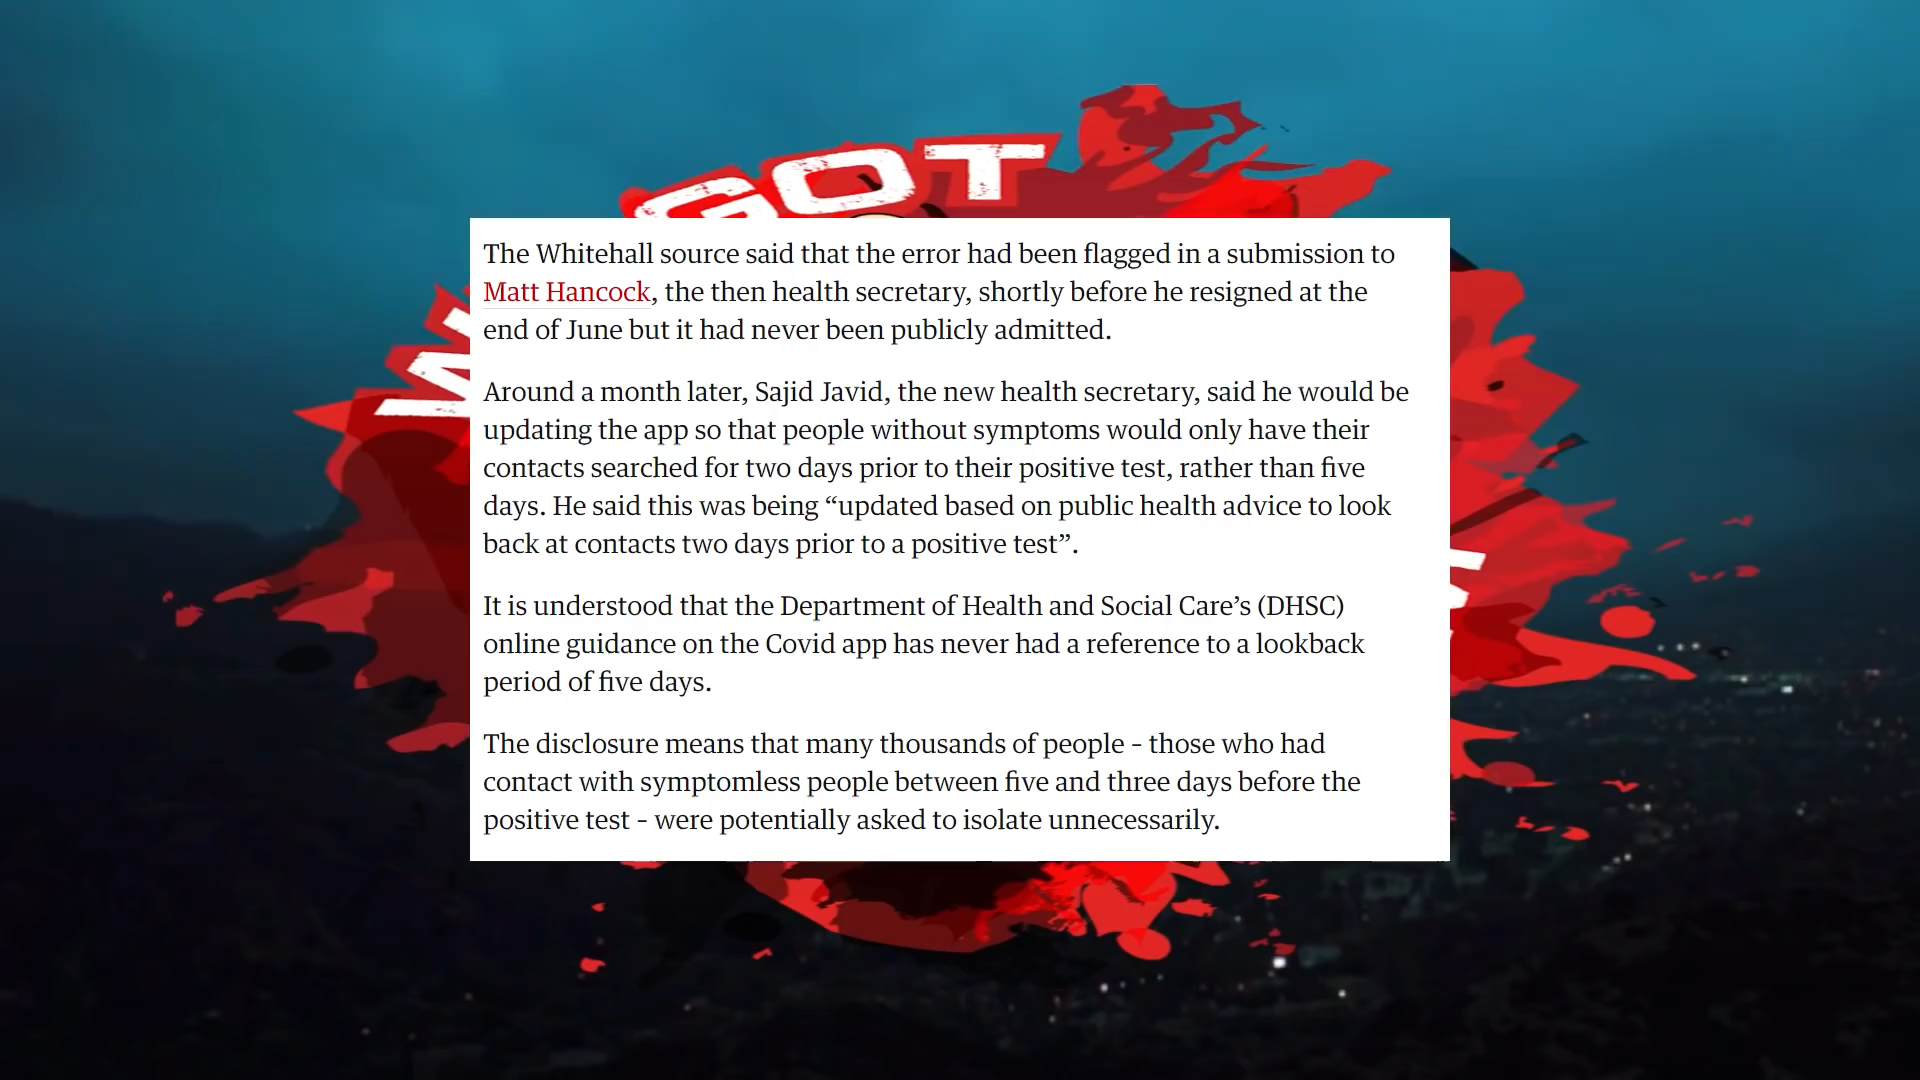 GOT
The Whitehall source said that the error had been flagged in a submission to
Matt Hancock, the then health secretary, shortly before he resigned at the
end of June but it had never been publicly admitted.
Around a month later, Sajid Javid, the new health secretary, said he would be
updating the app so that people without symptoms would only have their
contacts searched for two days prior to their positive test, rather than five
days. He said this was being “updated based on public health advice to look
back at contacts two days prior to a positive test”.
It is understood that the Department of Health and Social Care’s (DHSC)
online guidance on the Covid app has never had a reference to a lookback
period of five days.
The disclosure means that many thousands of people – those who had
contact with symptomless people between five and three days before the
positive test – were potentially asked to isolate unnecessarily.